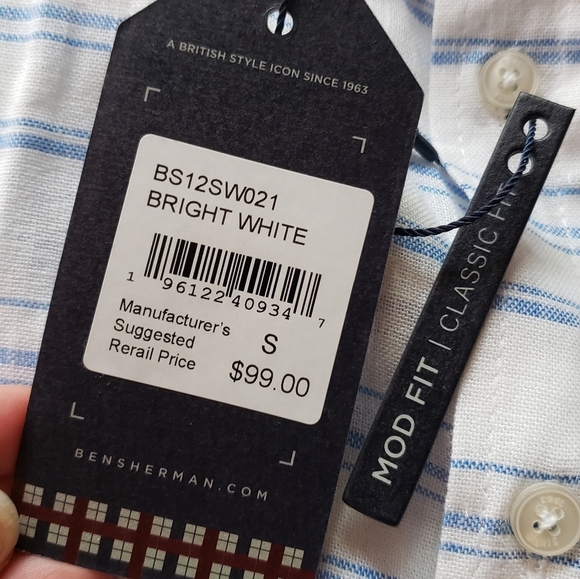 A BRITISH STYLE ICON SINCE 1963
BS12SW021
BRIGHT WHITE
1 96122 40934 7
Manufacturer's
Suggested
Rerail Price
S
$99.00
BENSHERMAN.COM
MOD FIT | CLASSIC FIT